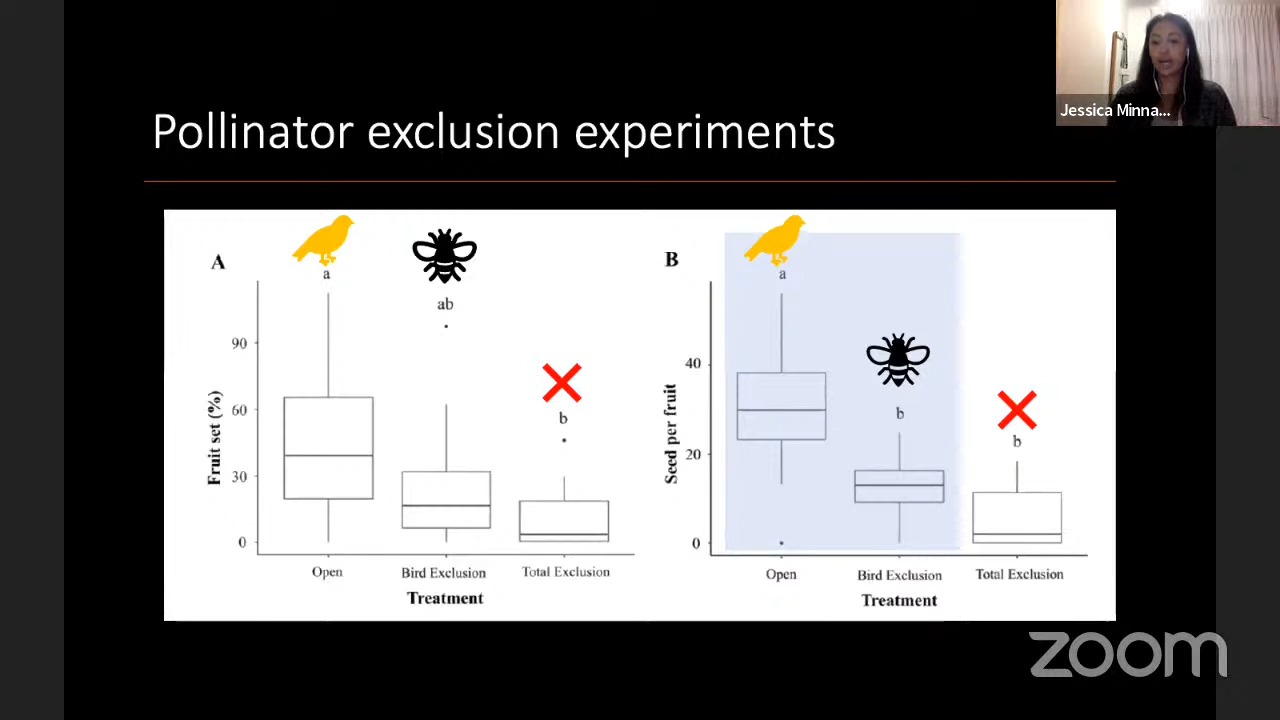 Jessica Minna...
Pollinator exclusion experiments
A
a
ab
b
90
60
30
0
Fruit set (%)
Open
Bird Exclusion
Total Exclusion
Treatment
B
a
b
b
40
20
0
Seed per fruit
Open
Bird Exclusion
Total Exclusion
Treatment
zoom